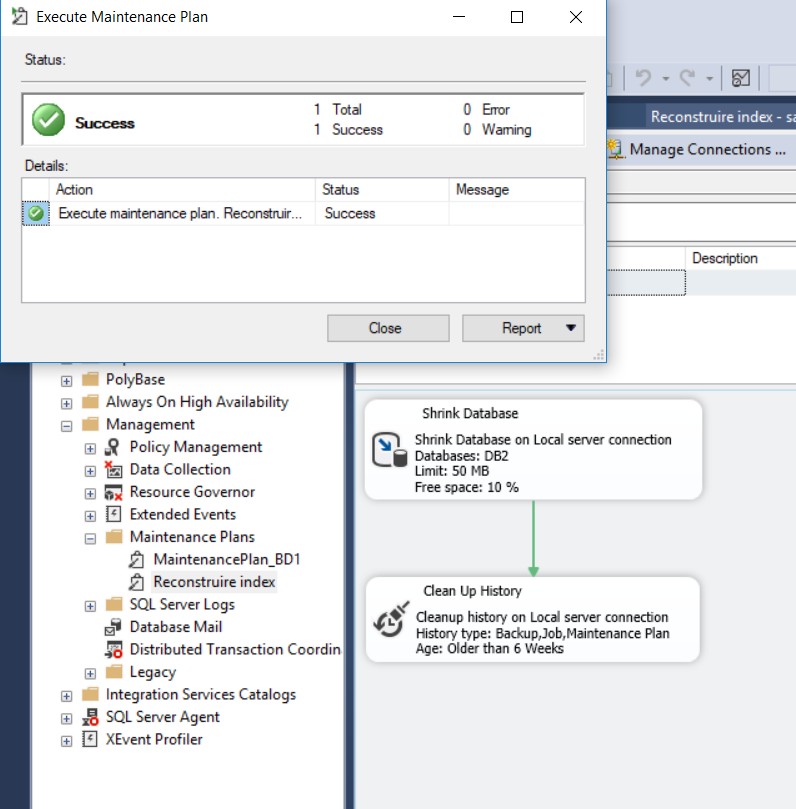 Execute Maintenance Plan
Status:
Success
1 Total 0 Error
1 Success 0 Warning
Details:
Action Status Message
Execute maintenance plan. Reconstruir... Success
Close Report
Reconstruire index - sa
Manage Connections ...
Description
PolyBase
Always On High Availability
Management
Policy Management
Data Collection
Resource Governor
Extended Events
Maintenance Plans
MaintenancePlan_BD1
Reconstruire index
SQL Server Logs
Database Mail
Distributed Transaction Coordin
Legacy
Integration Services Catalogs
SQL Server Agent
XEvent Profiler
Shrink Database
Shrink Database on Local server connection
Databases: DB2
Limit: 50 MB
Free space: 10 %
Clean Up History
Cleanup history on Local server connection
History type: Backup,Job,Maintenance Plan
Age: Older than 6 Weeks